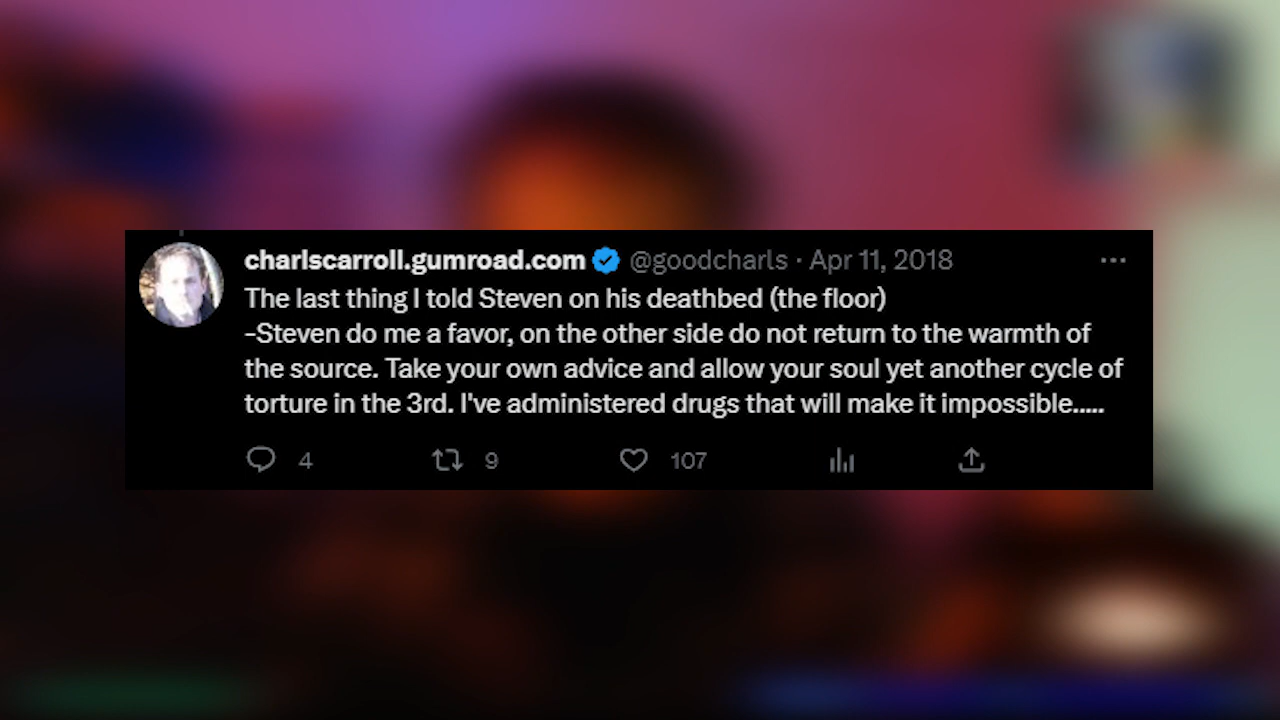 charlscarroll.gumroad.com @goodcharls · Apr 11, 2018
The last thing I told Steven on his deathbed (the floor)
-Steven do me a favor, on the other side do not return to the warmth of
the source. Take your own advice and allow your soul yet another cycle of
torture in the 3rd. I've administered drugs that will make it impossible.....
4 9 107